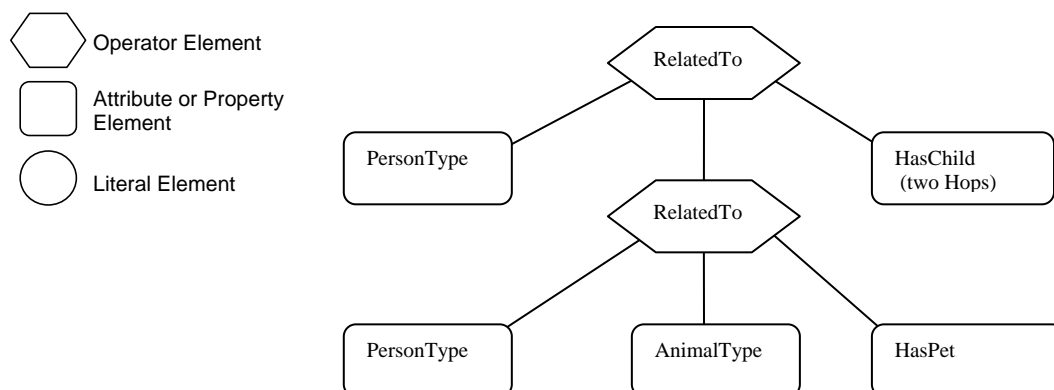 Operator Element
Attribute or Property
Element
Literal Element
RelatedTo
PersonType
HasChild
(two Hops)
RelatedTo
PersonType
AnimalType
HasPet